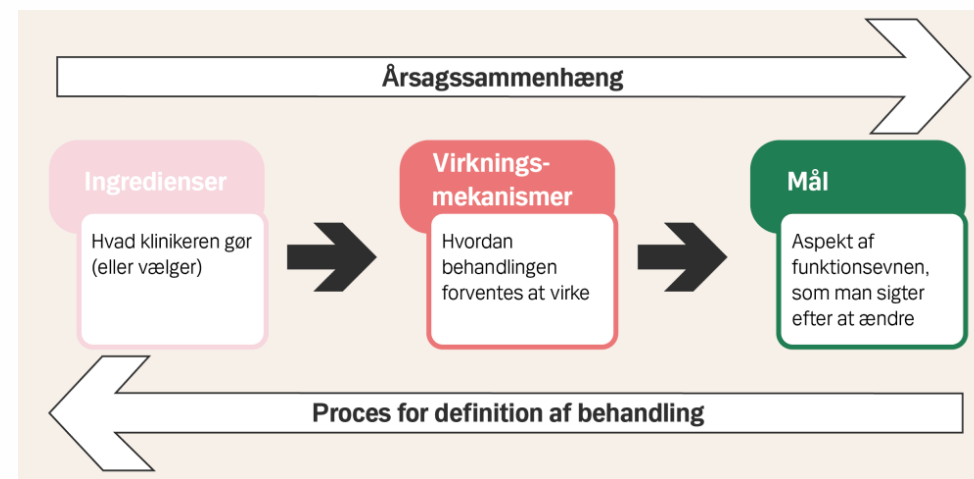 Årsagssammenhæng
Ingredienser
Hvad klinikeren gør
(eller vælger)
Virknings-
mekanismer
Hvordan
behandlingen
forventes at virke
Mål
Aspekt af
funktionsevnen,
som man sigter
efter at ændre
Proces for definition af behandling